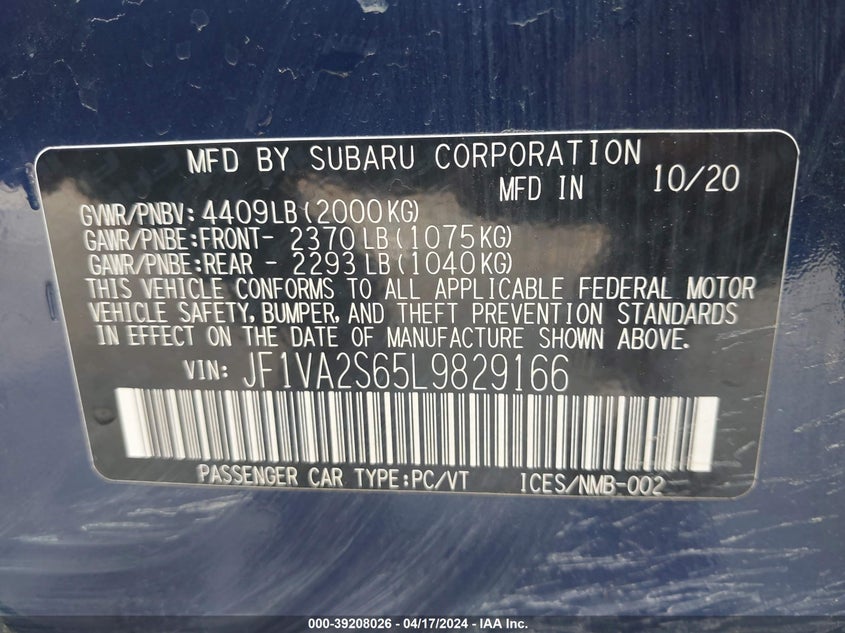 MFD BY SUBARU CORPORATION
MFD IN 10/20
GVWR/PNBV: 4409LB(2000KG)
GAWR/PNBE:FRONT- 2370LB(1075KG)
GAWR/PNBE:REAR - 2293LB(1040KG)
THIS VEHICLE CONFORMS TO ALL APPLICABLE FEDERAL MOTOR
VEHICLE SAFETY, BUMPER, AND THEFT PREVENTION STANDARDS
IN EFFECT ON THE DATE OF MANUFACTURE SHOWN ABOVE.
VIN: JF1VA2S65L9829166
PASSENGER CAR TYPE:PC/VT ICES/NMB-002
000-39208026 - 04/17/2024 - IAA Inc.